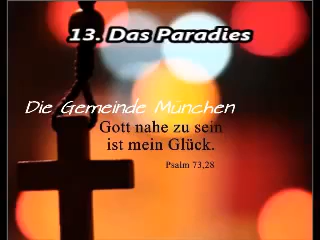 13. Das Paradies
Die Gemeinde München
Gott nahe zu sein
ist mein Glück.
Psalm 73,28